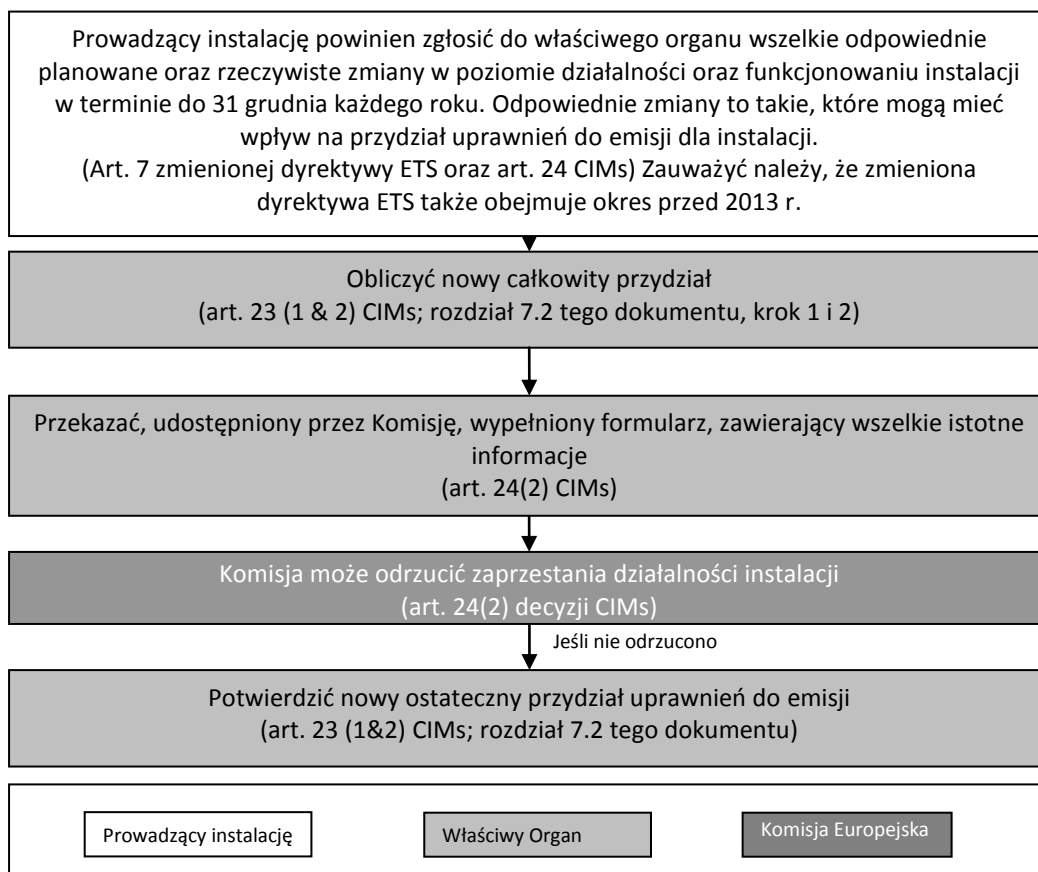 Prowadzący instalację powinien zgłosić do właściwego organu wszelkie odpowiednie
planowane oraz rzeczywiste zmiany w poziomie działalności oraz funkcjonowaniu instalacji
w terminie do 31 grudnia każdego roku. Odpowiednie zmiany to takie, które mogą mieć
wpływ na przydział uprawnień do emisji dla instalacji.
(Art. 7 zmienionej dyrektywy ETS oraz art. 24 CIMs) Zauważyć należy, że zmieniona
dyrektywa ETS także obejmuje okres przed 2013 r.
Obliczyć nowy całkowity przydział
(art. 23 (1 & 2) CIMs; rozdział 7.2 tego dokumentu, krok 1 i 2)
Przekazać, udostępniony przez Komisję, wypełniony formularz, zawierający wszelkie istotne
informacje
(art. 24(2) CIMs)
Komisja może odrzucić zaprzestania działalności instalacji
(art. 24(2) decyzji CIMs)
Jeśli nie odrzucono
Potwierdzić nowy ostateczny przydział uprawnień do emisji
(art. 23 (1&2) CIMs; rozdział 7.2 tego dokumentu)
Prowadzący instalację
Właściwy Organ
Komisja Europejska